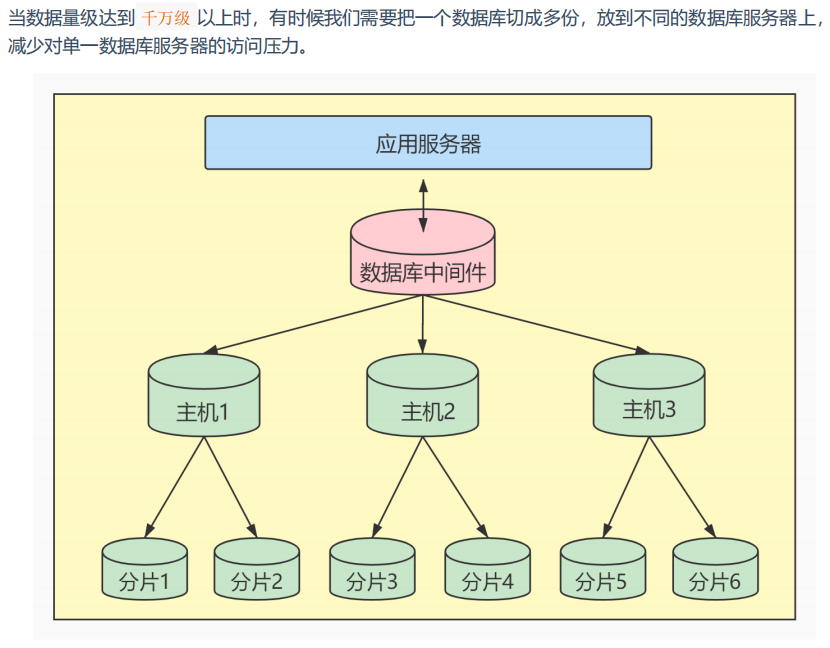 当数据量级达到 千万级 以上时，有时候我们需要把一个数据库切成多份，放到不同的数据库服务器上，
减少对单一数据库服务器的访问压力。
应用服务器
数据库中间件
主机1
主机2
主机3
分片1
分片2
分片3
分片4
分片5
分片6